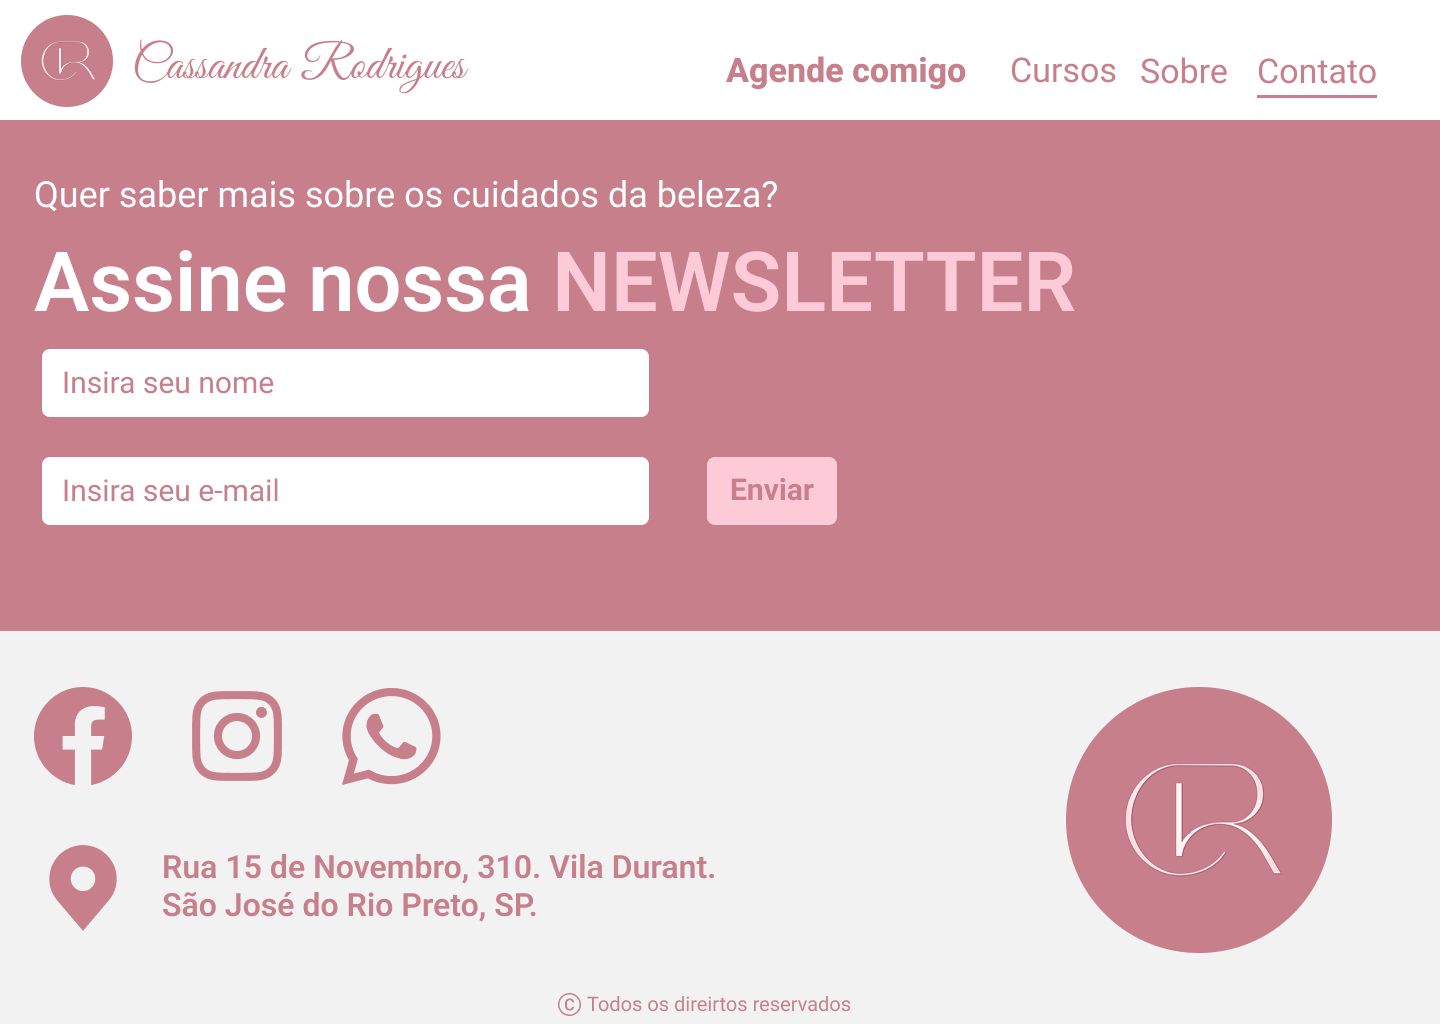 CR Cassandra Rodrigues
Agende comigo Cursos Sobre Contato
Quer saber mais sobre os cuidados da beleza?
Assine nossa NEWSLETTER
Insira seu nome
Insira seu e-mail
Enviar
Rua 15 de Novembro, 310. Vila Durant.
São José do Rio Preto, SP.
CR
© Todos os direirtos reservados